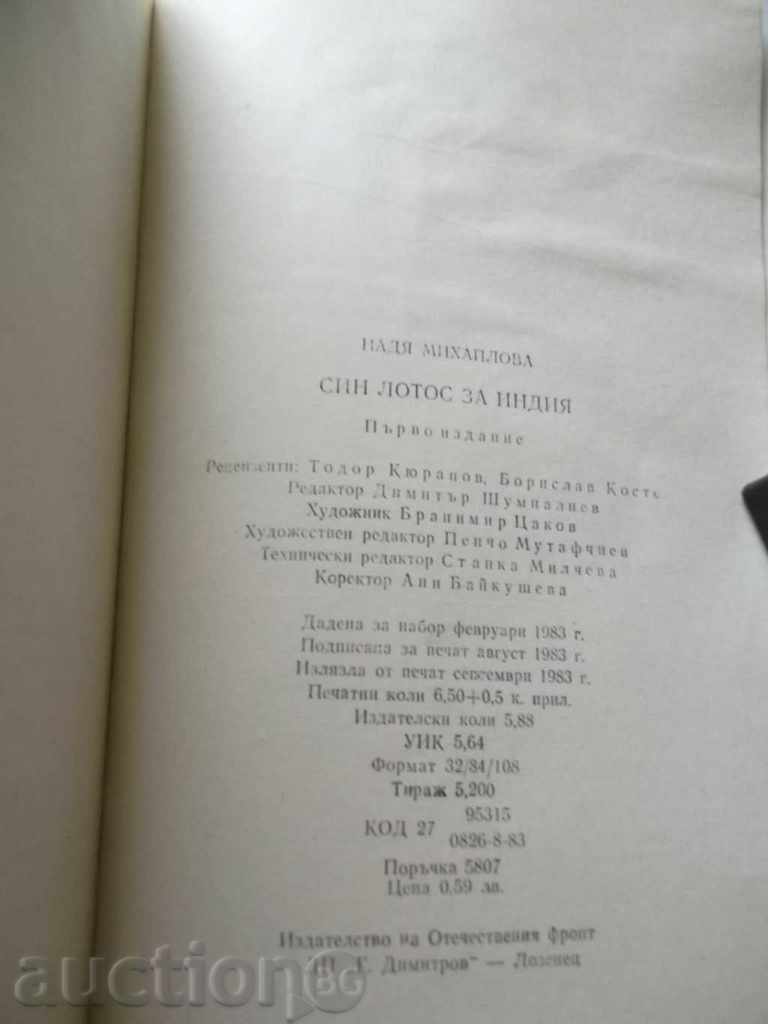 НАДЯ МИХАЙЛОВА
СИН ЛОТОС ЗА ИНДИЯ
Първо издание
Рецензенти: Тодор Кюранов, Борислав Косте
Редактор Димитър Шумналиев
Художник Бранимир Цаков
Художествен редактор Пенчо Мутафчиев
Технически редактор Станка Милчева
Коректор Ани Байкушева
Дадена за набор февруари 1983 г.
Подписана за печат август 1983 г.
Излязла от печат септември 1983 г.
Печатни коли 6,50+0,5 к. прил.
Издателски коли 5,88
УИК 5,64
Формат 32/84/108
Тираж 5,200
КОД 27 95315
0826-8-83
Поръчка 5807
Цена 0,59 лв.
Издателство на Отечествения фронт
Димитров" — Лозенец
auctionBG